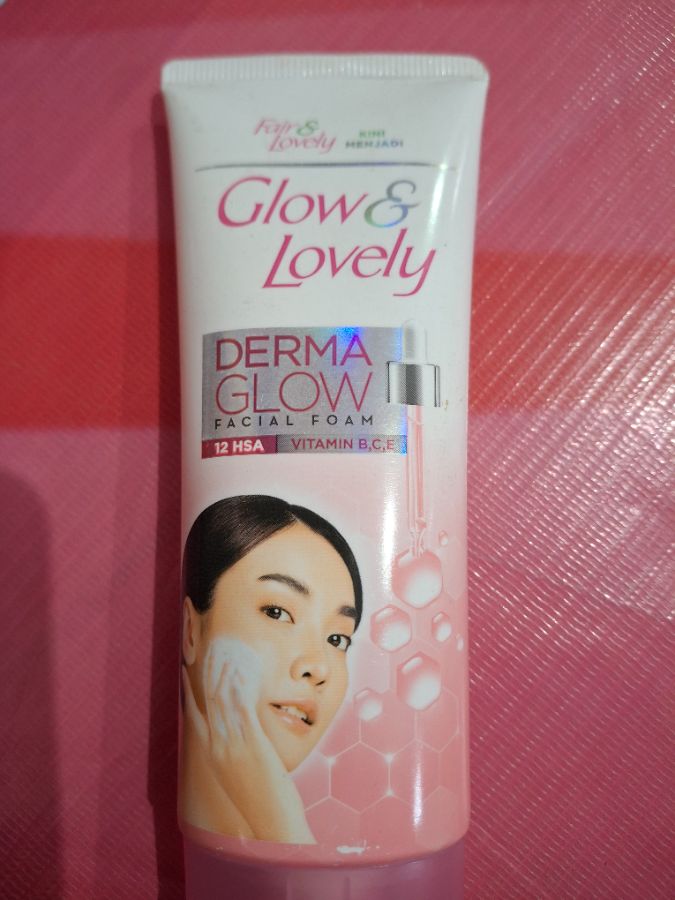 Fair & Lovely KINI MENJADI
Glow &
Lovely
DERMA
GLOW
FACIAL FOAM
12 HSA VITAMIN B,C,E